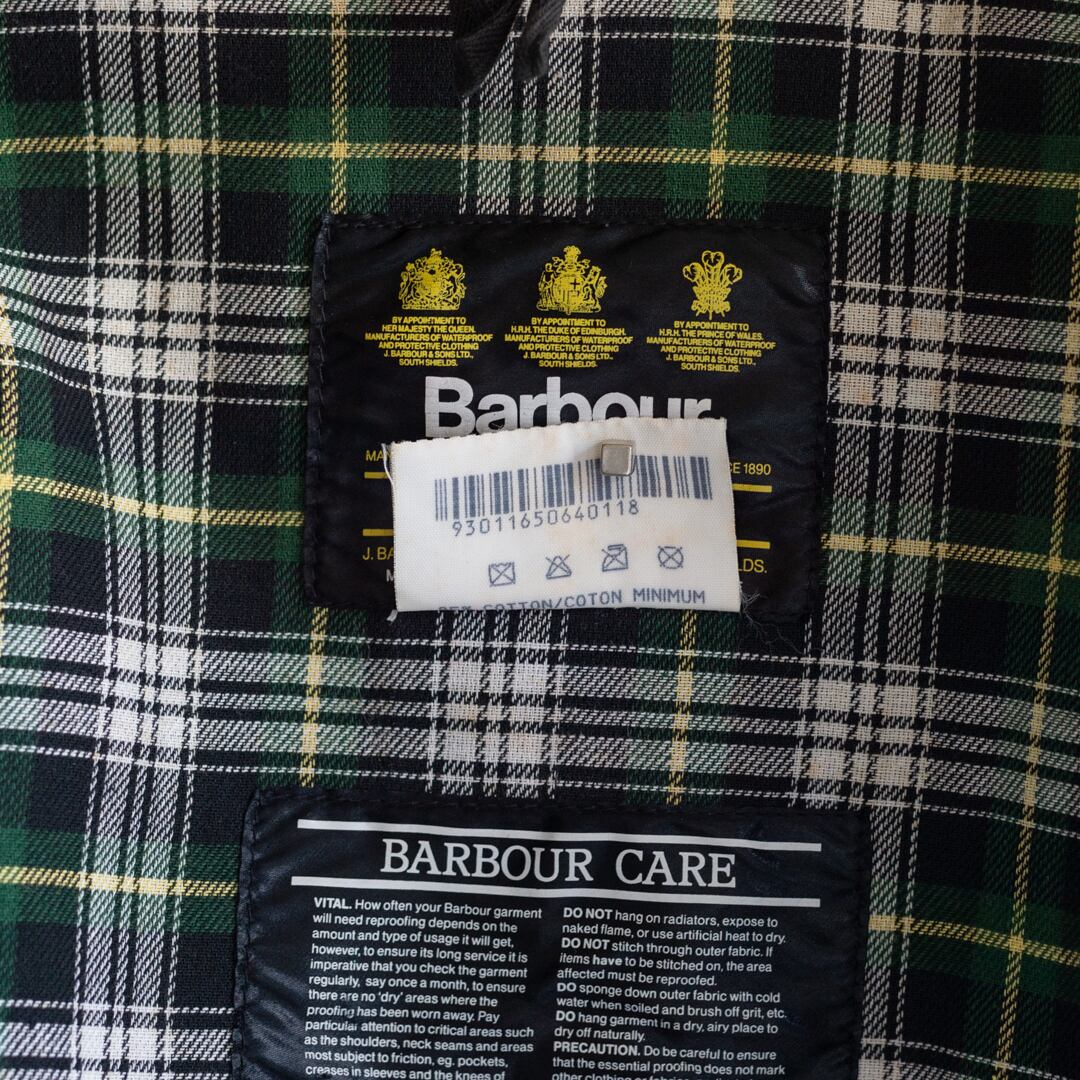 BY APPOINTMENT TO
HER MAJESTY THE QUEEN.
MANUFACTURERS OF WATERPROOF
AND PROTECTIVE CLOTHING
J. BARBOUR & SONS LTD.,
SOUTH SHIELDS.
BY APPOINTMENT TO
H.R.H. THE DUKE OF EDINBURGH.
MANUFACTURERS OF WATERPROOF
AND PROTECTIVE CLOTHING
J. BARBOUR & SONS LTD.,
SOUTH SHIELDS.
BY APPOINTMENT TO
H.R.H. THE PRINCE OF WALES.
MANUFACTURERS OF WATERPROOF
AND PROTECTIVE CLOTHING
J. BARBOUR & SONS LTD.,
SOUTH SHIELDS.
Barbour
1890
93011650640118
COTTON/COTON MINIMUM
J.
BARBOUR CARE
VITAL. How often your Barbour garment
will need reproofing depends on the
amount and type of usage it will get,
however, to ensure its long service it is
imperative that you check the garment
regularly, say once a month, to ensure
there are no 'dry' areas where the
proofing has been worn away. Pay
particular attention to critical areas such
as the shoulders, neck seams and areas
most subject to friction, eg. pockets,
creases in sleeves and the knees of
DO NOT hang on radiators, expose to
naked flame, or use artificial heat to dry.
DO NOT stitch through outer fabric. If
items have to be stitched on, the area
affected must be reproofed.
DO sponge down outer fabric with cold
water when soiled and brush off grit, etc.
DO hang garment in a dry, airy place to
dry off naturally.
PRECAUTION. Do be careful to ensure
that the essential proofing does not mark
other clothing or